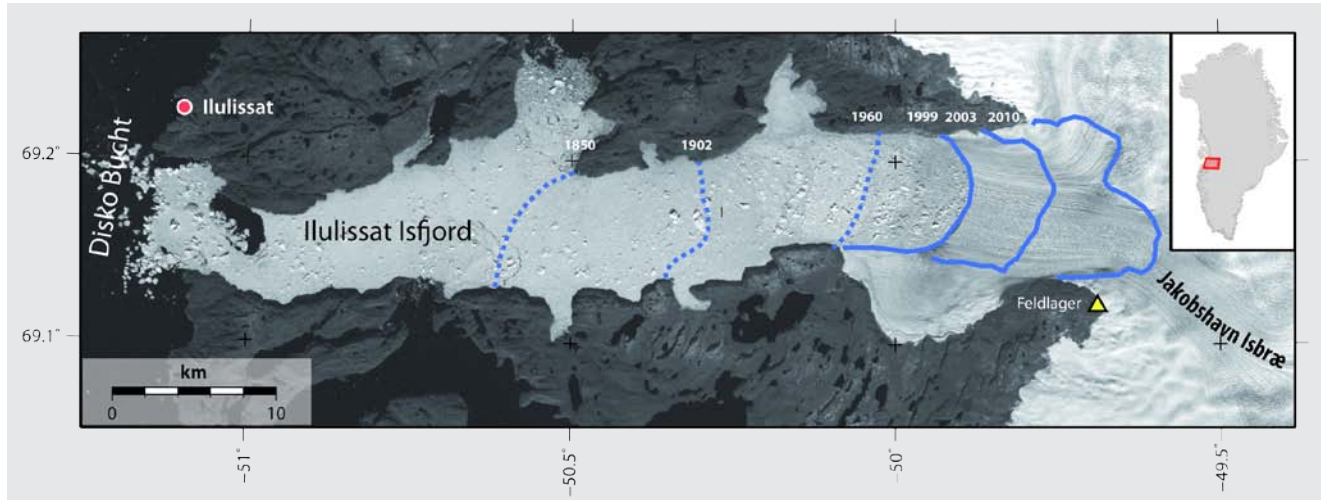 Ilulissat
Disko Bucht
Ilulissat Isfjord
1850
1902
1960
1999
2003
2010
Feldlager
Jakobshavn Isbræ
69.2°
69.1°
km
0
10
-51°
-50.5°
-50°
-49.5°